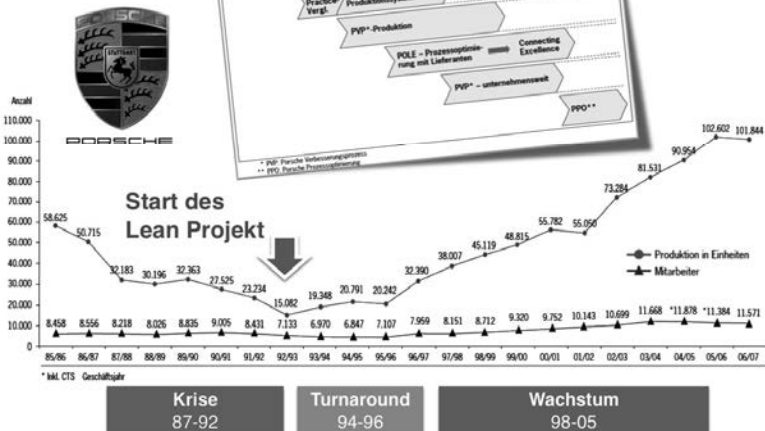 Practice-
Vergl.
Produktionssystem
PVP*-Produktion
POLE – Prozessoptimie-
rung mit Lieferanten
Connecting
Excellence
PVP* – unternehmensweit
PPO**
* PVP Porsche Verbesserungsprozess
** PPO Porsche Prozessoptimierung
PORSCHE
STUTTGART
PORSCHE
Anzahl
110.000
100.000
90.000
80.000
70.000
60.000
50.000
40.000
30.000
20.000
10.000
0
Start des
Lean Projekt
58.625 50.715 32.183 30.196 32.363 27.525 23.234 15.082 19.348 20.791 20.242 32.390 38.007 45.119 48.815 55.782 55.050 73.284 81.531 90.954 102.602 101.844
Produktion in Einheiten
Mitarbeiter
8.458 8.556 8.218 8.026 8.835 9.005 8.431 7.133 6.970 6.847 7.107 7.959 8.151 8.712 9.320 9.752 10.143 10.699 11.668 *11.878 *11.384 11.571
85/86 86/87 87/88 88/89 89/90 90/91 91/92 92/93 93/94 94/95 95/96 96/97 97/98 98/99 99/00 00/01 01/02 02/03 03/04 04/05 05/06 06/07
* Inkl. CTS Geschäftsjahr
Krise
87-92
Turnaround
94-96
Wachstum
98-05